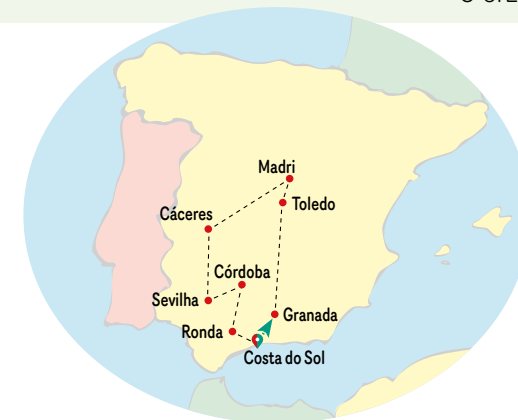 Madri
Toledo
Cáceres
Córdoba
Sevilha
Granada
Ronda
Costa do Sol